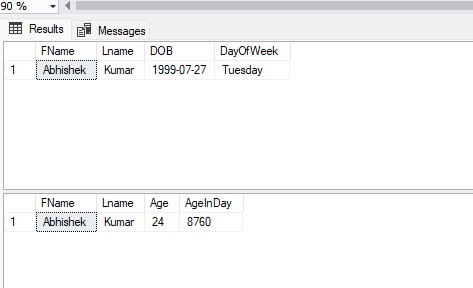 90 %
Results Messages
FName Lname DOB DayOfWeek
1 Abhishek Kumar 1999-07-27 Tuesday
FName Lname Age AgeInDay
1 Abhishek Kumar 24 8760